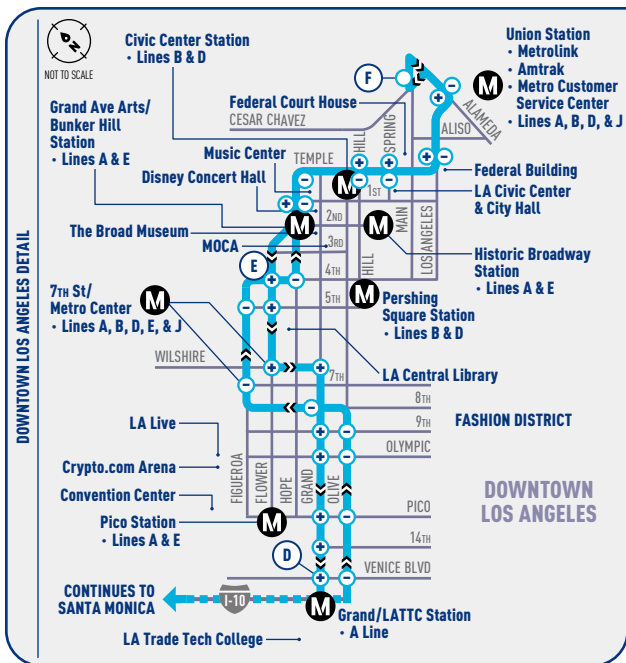 DOWNTOWN LOS ANGELES DETAIL
N
NOT TO SCALE
Civic Center Station
• Lines B & D
Grand Ave Arts/
Bunker Hill
Station
• Lines A & E
Federal Court House
CESAR CHAVEZ
F
M
Union Station
• Metrolink
• Amtrak
• Metro Customer
Service Center
• Lines A, B, D, & J
ALAMEDA
ALISO
HILL
SPRING
Music Center
TEMPLE
Disney Concert Hall
M
1ST
Federal Building
LA Civic Center
& City Hall
The Broad Museum
M
2ND
M
MAIN
LOS ANGELES
MOCA
3RD
Historic Broadway
Station
• Lines A & E
E
4TH
HILL
7TH St/
Metro Center
• Lines A, B, D, E, & J
M
5TH
M
Pershing
Square Station
• Lines B & D
WILSHIRE
7TH
LA Central Library
8TH
9TH
FASHION DISTRICT
LA Live
OLYMPIC
Crypto.com Arena
FIGUEROA
FLOWER
HOPE
GRAND
OLIVE
Convention Center
PICO
DOWNTOWN
LOS ANGELES
Pico Station
• Lines A & E
M
14TH
D
VENICE BLVD
CONTINUES TO
SANTA MONICA
I-10
M
Grand/LATTC Station
• A Line
LA Trade Tech College